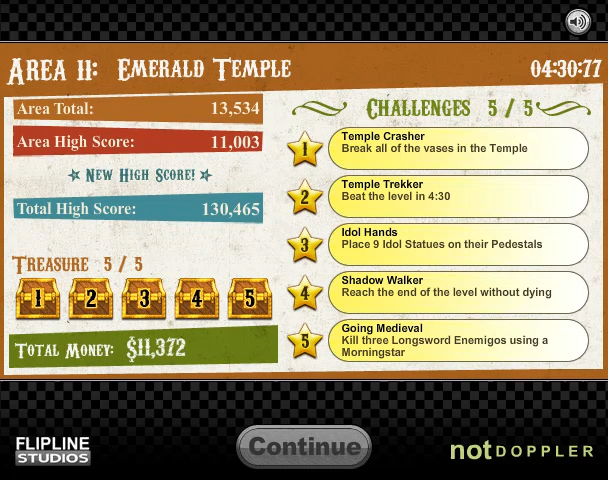 AREA 11: EMERALD TEMPLE
04:30:77
Area Total: 13,534
Area High Score: 11,003
NEW HIGH SCORE!
Total High Score: 130,465
TREASURE 5 / 5
1 2 3 4 5
TOTAL MONEY: $11,372
CHALLENGES 5 / 5
1
Temple Crasher
Break all of the vases in the Temple
2
Temple Trekker
Beat the level in 4:30
3
Idol Hands
Place 9 Idol Statues on their Pedestals
4
Shadow Walker
Reach the end of the level without dying
5
Going Medieval
Kill three Longsword Enemigos using a
Morningstar
FLIPLINE
STUDIOS
Continue
notDOPPLER